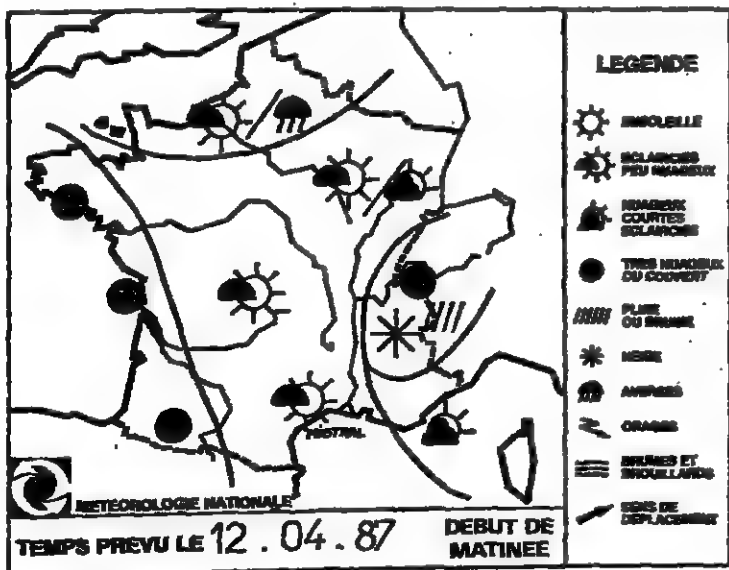 MISTRAL
METEOROLOGIE NATIONALE
TEMPS PREVU LE 12.04.87 DEBUT DE
MATINEE
LEGENDE
ENSOLEILLE
ECLAIRCIES
PEU NUAGEUX
NUAGEUX
COURTES
ECLAIRCIES
TRES NUAGEUX
OU COUVERT
PLUIE
OU BRUINE
NEIGE
AVERSES
ORAGES
BRUMES ET
BROUILLARDS
SENS DE
DEPLACEMENT